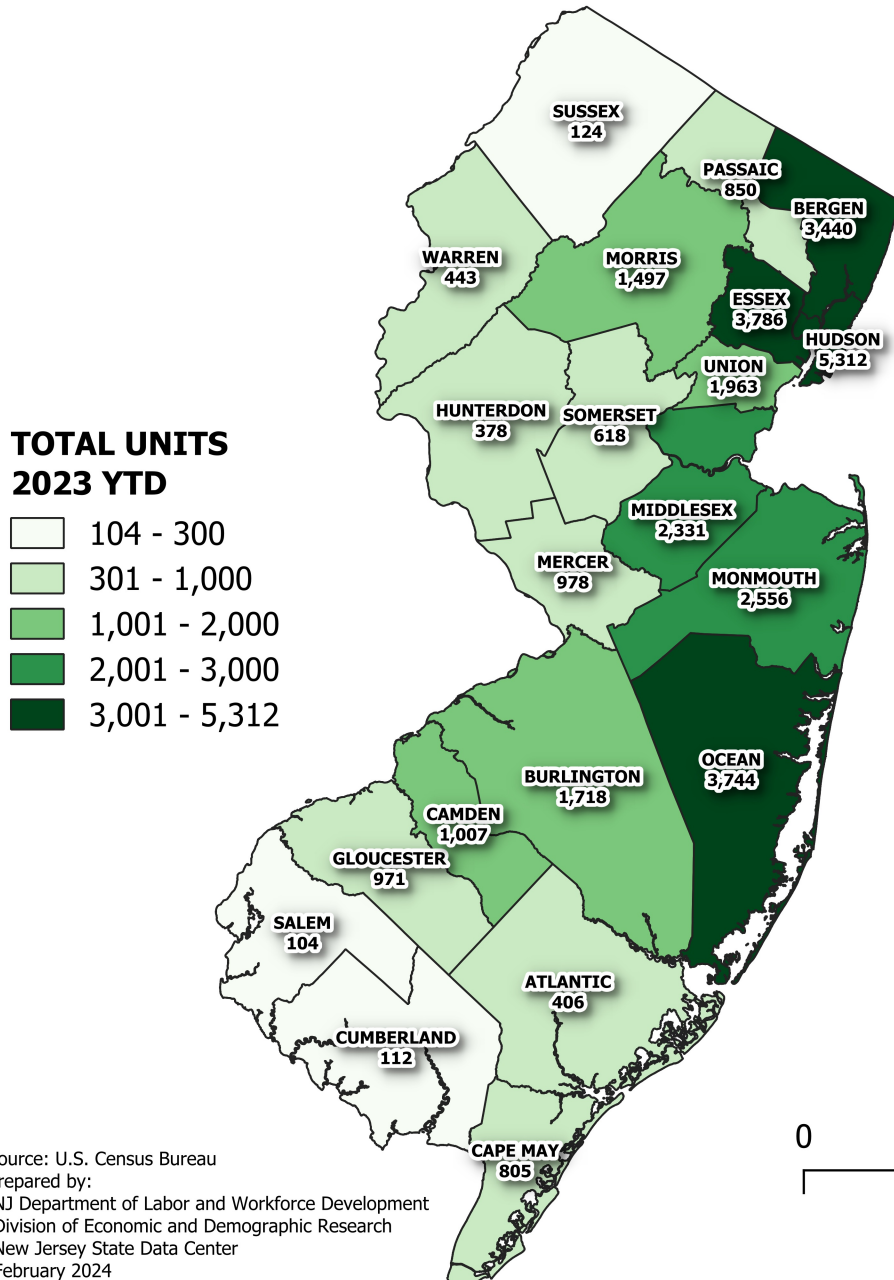 SUSSEX
124
PASSAIC
850
BERGEN
3,440
WARREN
443
MORRIS
1,497
ESSEX
3,786
HUDSON
5,312
UNION
1,963
HUNTERDON
378
SOMERSET
618
TOTAL UNITS
2023 YTD
104 - 300
301 - 1,000
1,001 - 2,000
2,001 - 3,000
3,001 - 5,312
MIDDLESEX
2,331
MERCER
978
MONMOUTH
2,556
OCEAN
3,744
BURLINGTON
1,718
CAMDEN
1,007
GLOUCESTER
971
SALEM
104
ATLANTIC
406
CUMBERLAND
112
CAPE MAY
805
0
ource: U.S. Census Bureau
repared by:
NJ Department of Labor and Workforce Development
Division of Economic and Demographic Research
New Jersey State Data Center
February 2024